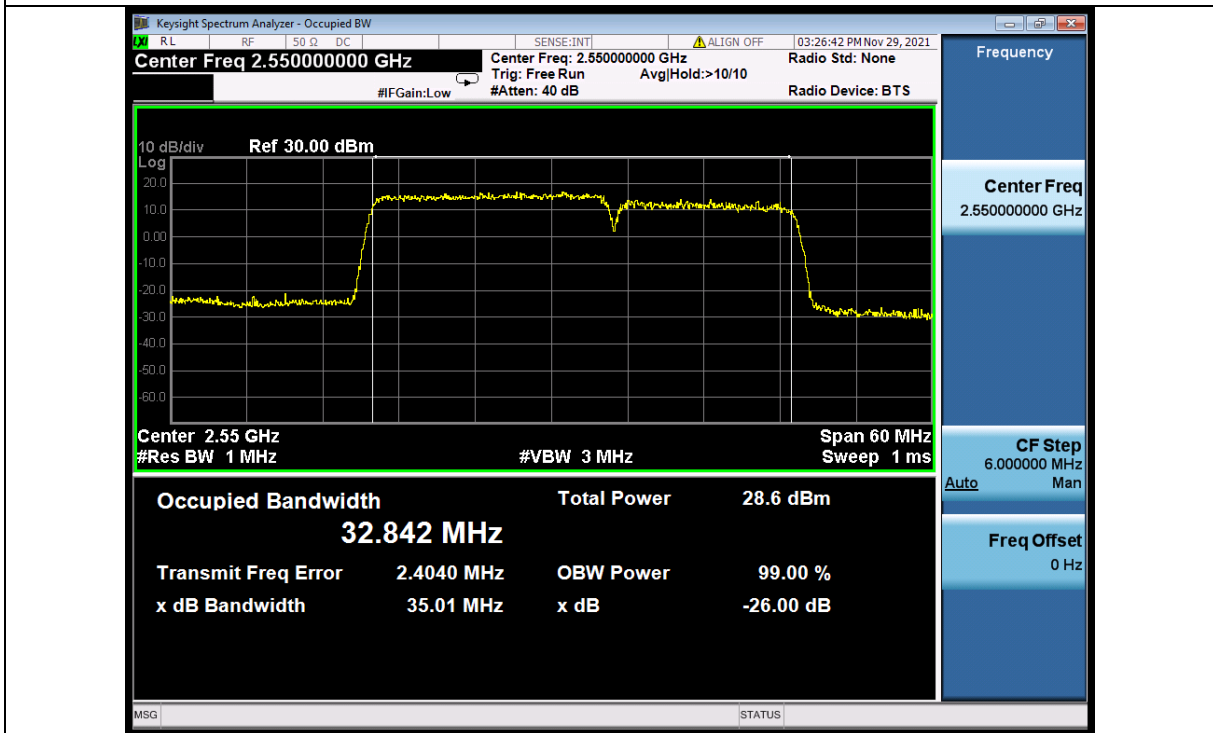 Keysight Spectrum Analyzer - Occupied BW
LXI RL RF 50 Ω DC SENSE:INT ALIGN OFF 03:26:42 PM Nov 29, 2021
Center Freq 2.550000000 GHz
Center Freq: 2.550000000 GHz
Radio Std: None
Trig: Free Run Avg|Hold:>10/10
#IFGain:Low
#Atten: 40 dB
Radio Device: BTS
10 dB/div Ref 30.00 dBm
Log
20.0
10.0
0.00
-10.0
-20.0
-30.0
-40.0
-50.0
-60.0
Center 2.55 GHz Span 60 MHz
#Res BW 1 MHz #VBW 3 MHz Sweep 1 ms
Occupied Bandwidth Total Power 28.6 dBm
32.842 MHz
Transmit Freq Error 2.4040 MHz OBW Power 99.00 %
x dB Bandwidth 35.01 MHz x dB -26.00 dB
MSG STATUS
Frequency
Center Freq
2.550000000 GHz
CF Step
6.000000 MHz
Auto Man
Freq Offset
0 Hz